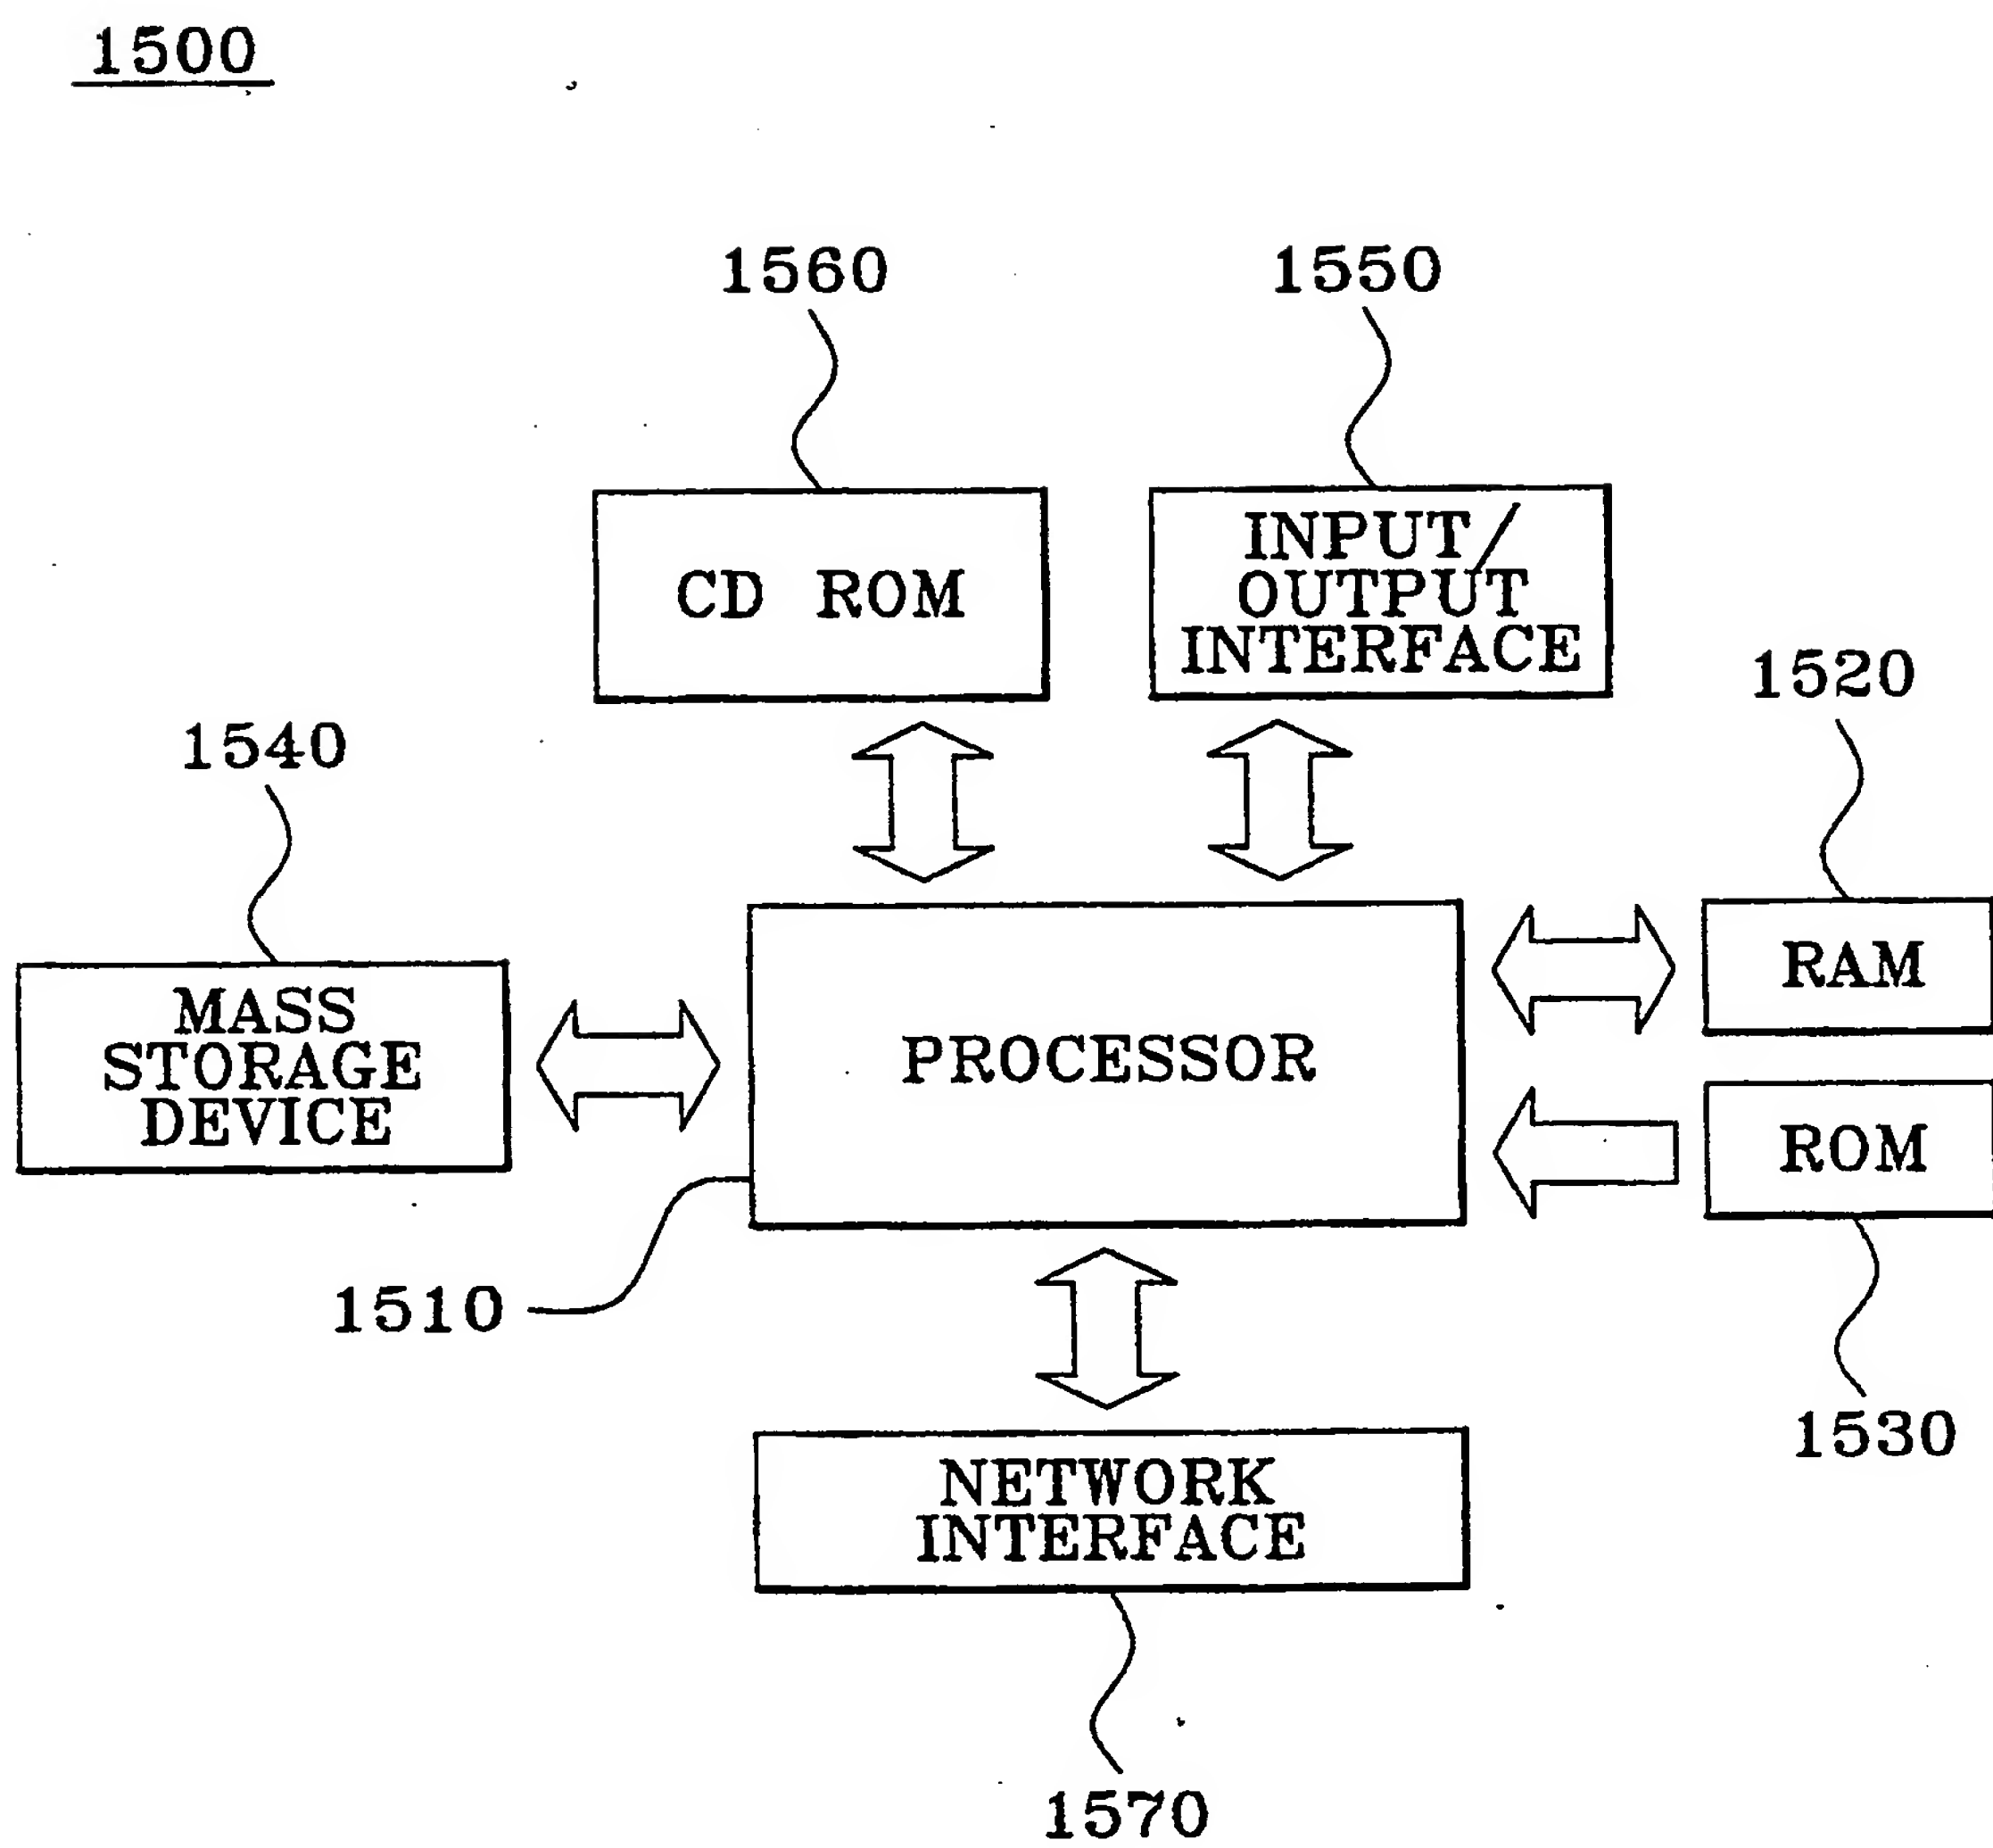 1500
1560
1550
CD ROM
INPUT/
OUTPUT
INTERFACE
1520
1540
MASS
STORAGE
DEVICE
PROCESSOR
RAM
ROM
1510
1530
NETWORK
INTERFACE
1570